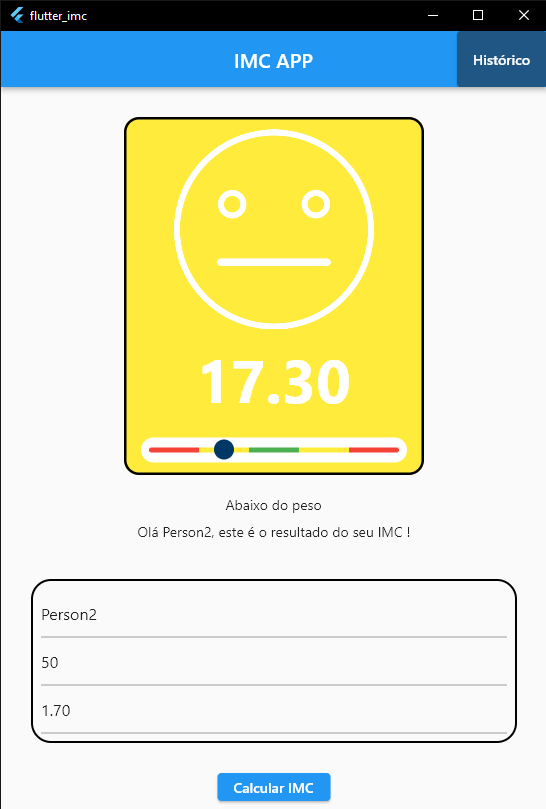 flutter_imc
IMC APP
Histórico
17.30
Abaixo do peso
Olá Person2, este é o resultado do seu IMC !
Person2
50
1.70
Calcular IMC